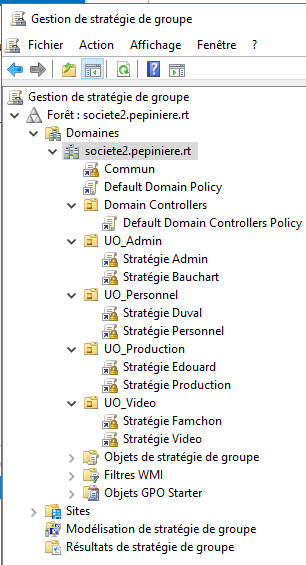 Gestion de stratégie de groupe
Fichier Action Affichage Fenêtre ?
Gestion de stratégie de groupe
Forêt : societe2.pepiniere.rt
Domaines
societe2.pepiniere.rt
Commun
Default Domain Policy
Domain Controllers
Default Domain Controllers Policy
UO_Admin
Stratégie Admin
Stratégie Bauchart
UO_Personnel
Stratégie Duval
Stratégie Personnel
UO_Production
Stratégie Edouard
Stratégie Production
UO_Video
Stratégie Famchon
Stratégie Video
Objets de stratégie de groupe
Filtres WMI
Objets GPO Starter
Sites
Modélisation de stratégie de groupe
Résultats de stratégie de groupe